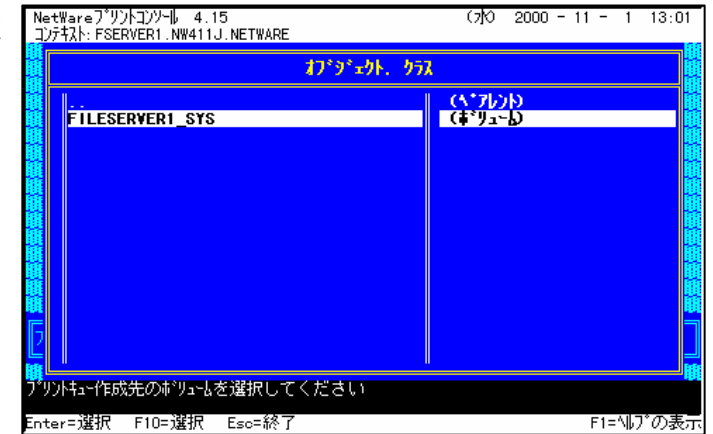 NetWareプリントコンソール 4.15 (水) 2000 - 11 - 1 13:01
コンテキスト: FSERVER1.NW411J.NETWARE
オブジェクト. クラス
.. (ペアレント)
FILESERVER1_SYS (ボリューム)
プ
プリントキュー作成先のボリュームを選択してください
Enter=選択 F10=選択 Esc=終了 F1=ヘルプの表示